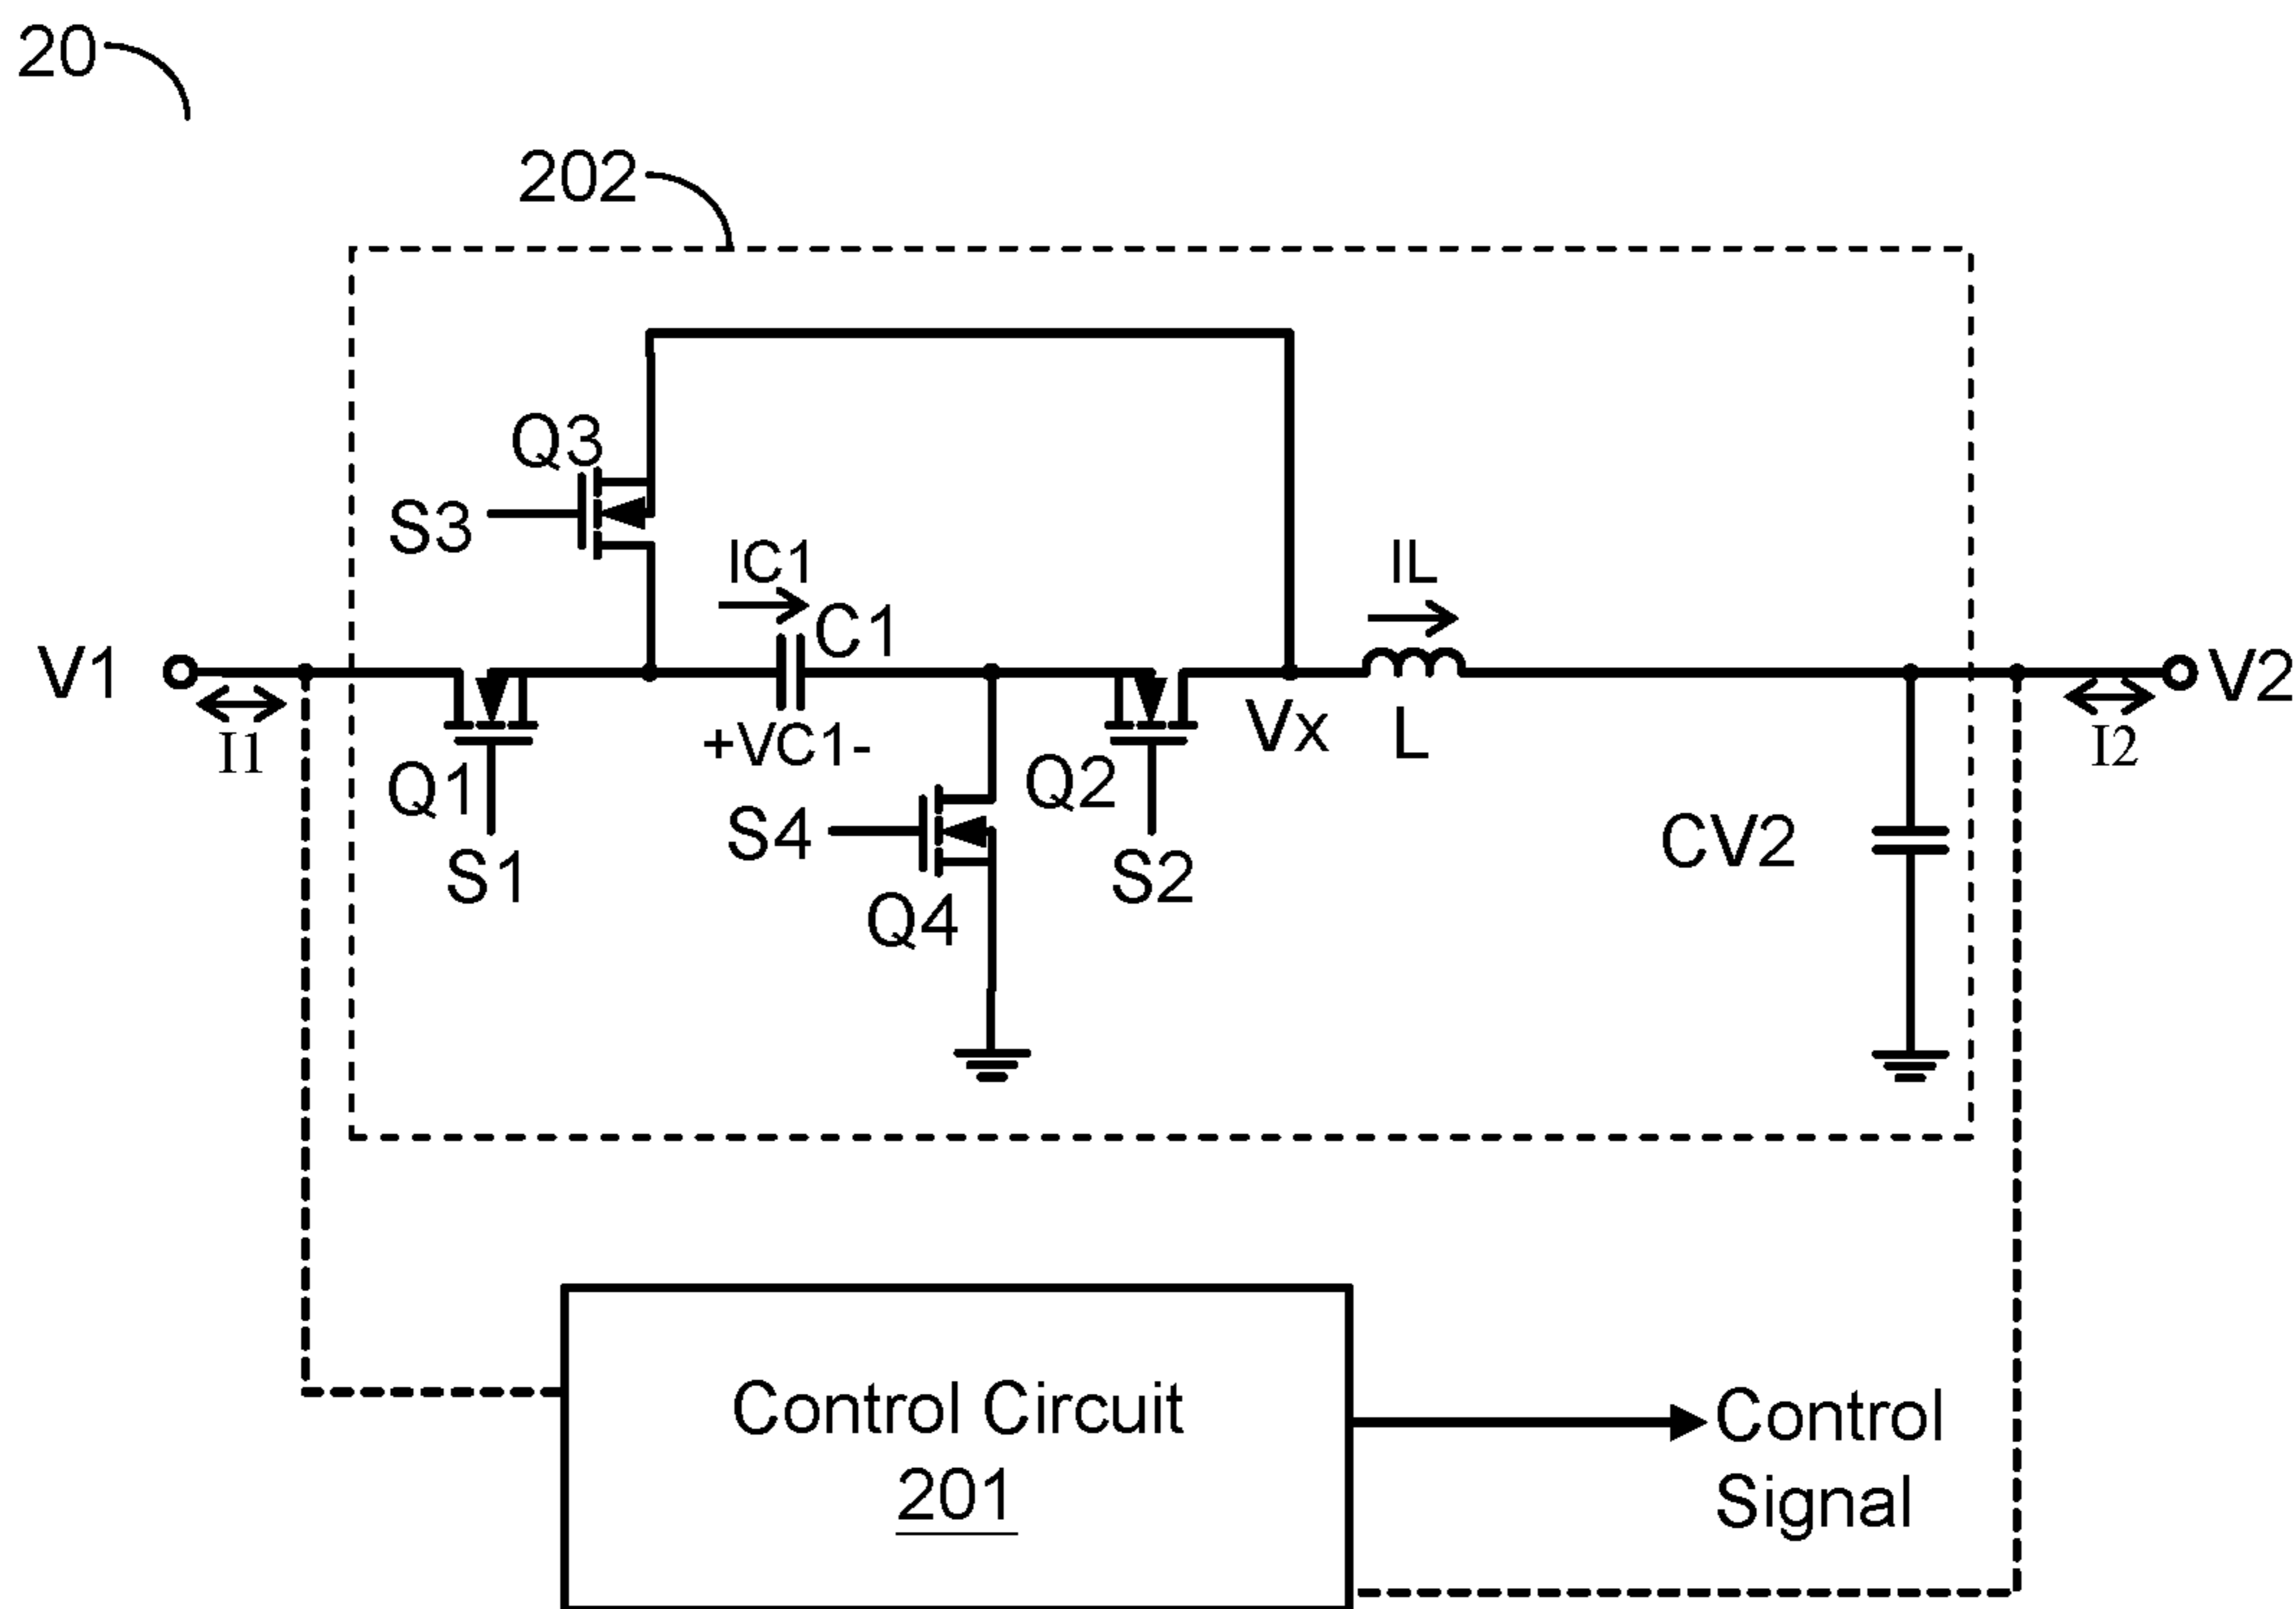 20
202
Q3
S3
IC1
C1
IL
V1
V2
I1
+VC1-
Vx
L
I2
Q1
Q2
S4
CV2
S1
S2
Q4
Control Circuit
201
Control
Signal